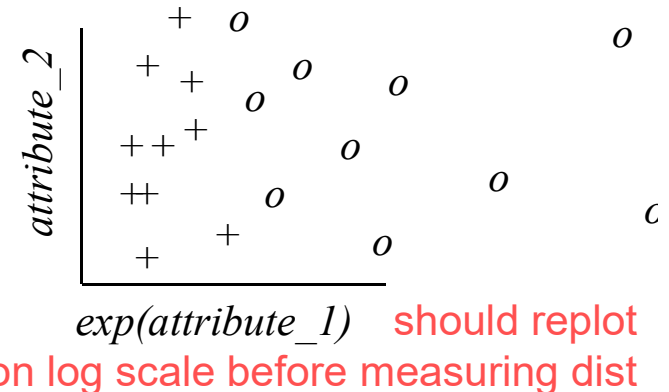 attribute_2
exp(attribute_1) should replot
on log scale before measuring dist